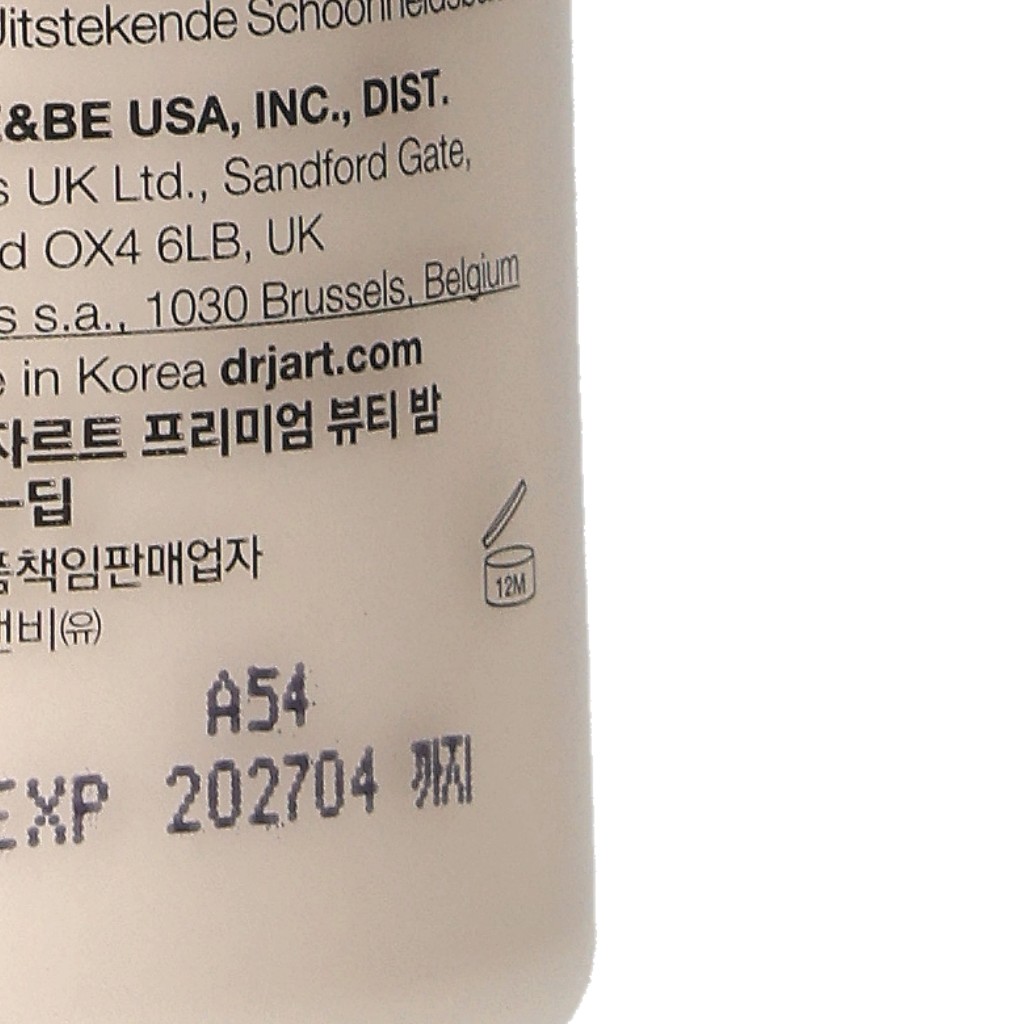 Uitstekende Schoonheidsba
&BE USA, INC., DIST.
s UK Ltd., Sandford Gate,
d OX4 6LB, UK
s s.a., 1030 Brussels, Belgium
e in Korea drjart.com
자르트 프리미엄 뷰티 밤
-딥
품책임판매업자
앤비(유)
12M
A54
EXP 202704 까지